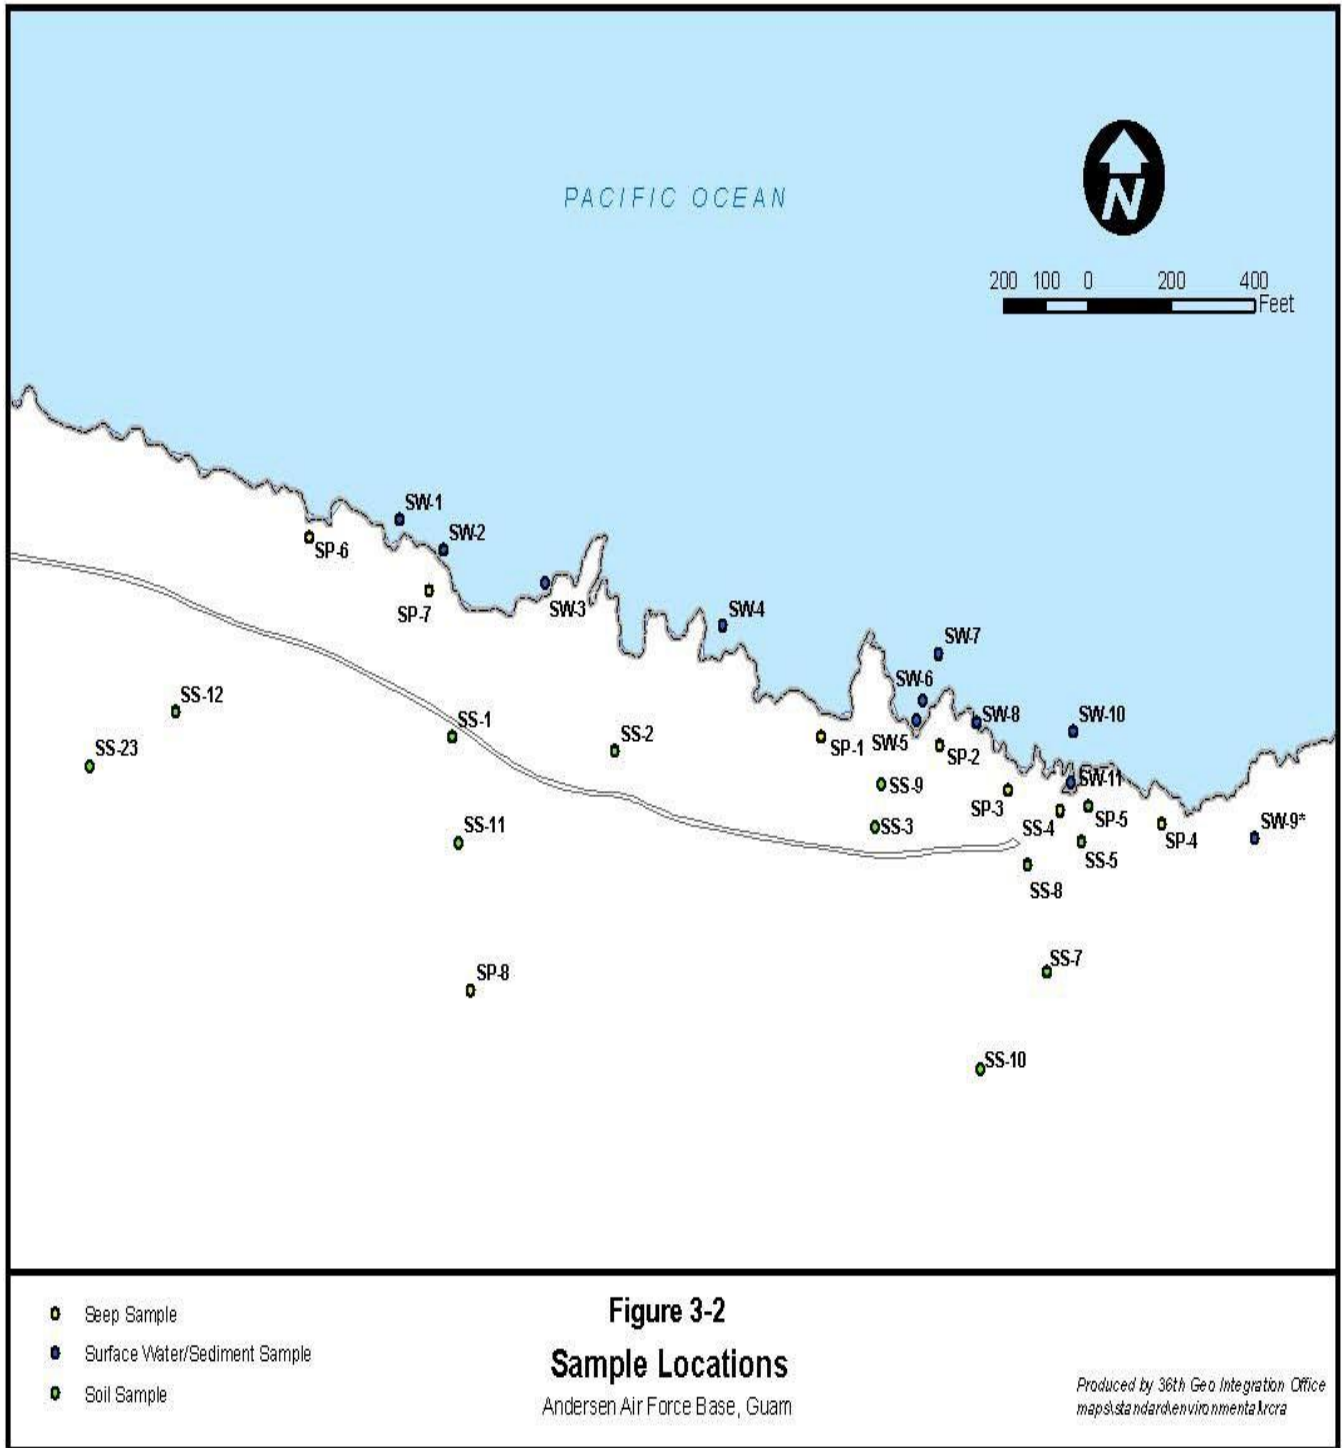 PACIFIC OCEAN
N
200 100 0 200 400
Feet
SW-1
SW-2
SP-6
SP-7
SW-3
SW-4
SW-7
SW-6
SS-12
SS-1
SS-2
SP-1
SW-5
SP-2
SW-8
SW-10
SS-23
SS-9
SP-3
SW-11
SS-11
SS-3
SS-4
SP-5
SP-4
SW-9*
SS-5
SS-8
SP-8
SS-7
SS-10
Seep Sample
Surface Water/Sediment Sample
Soil Sample
Figure 3-2
Sample Locations
Andersen Air Force Base, Guam
Produced by 36th Geo Integration Office
maps\standard\environmental\rcra